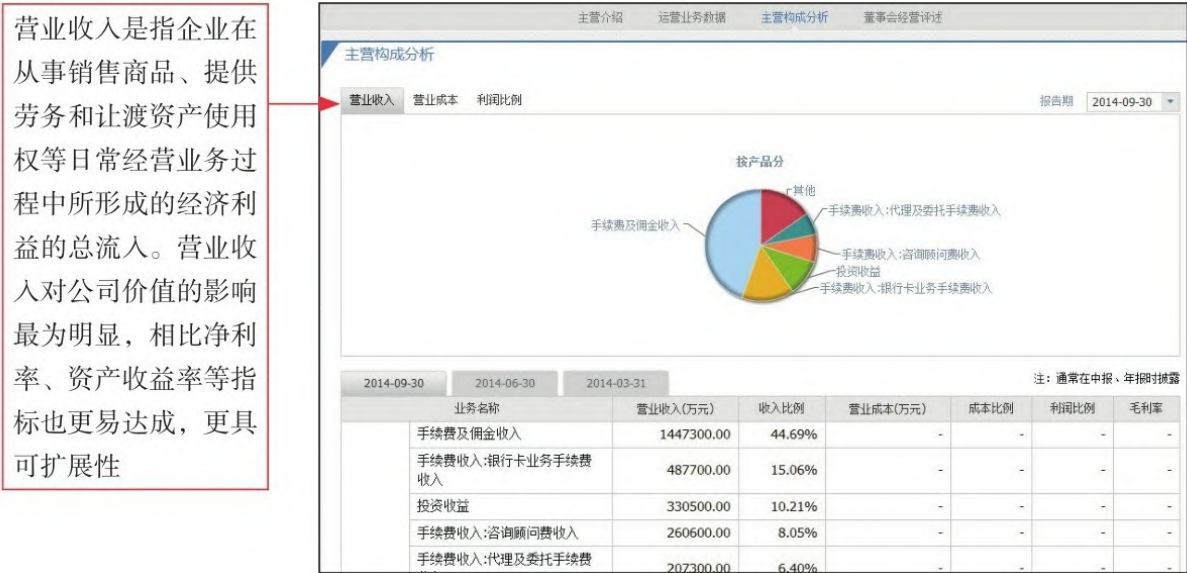 营业收入是指企业在
从事销售商品、提供
劳务和让渡资产使用
权等日常经营业务过
程中所形成的经济利
益的总流入。营业收
入对公司价值的影响
最为明显，相比净利
率、资产收益率等指
标也更易达成，更具
可扩展性
主营介绍 运营业务数据 主营构成分析 董事会经营评述
主营构成分析
营业收入 营业成本 利润比例 报告期 2014-09-30
按产品分
其他
手续费及佣金收入
手续费收入:代理及委托手续费收入
手续费收入:咨询顾问费收入
投资收益
手续费收入:银行卡业务手续费收入
2014-09-30 2014-06-30 2014-03-31 注：通常在中报、年报时披露
业务名称 营业收入(万元) 收入比例 营业成本(万元) 成本比例 利润比例 毛利率
手续费及佣金收入 1447300.00 44.69% - - - -
手续费收入:银行卡业务手续费
收入 487700.00 15.06% - - - -
投资收益 330500.00 10.21% - - - -
手续费收入:咨询顾问费收入 260600.00 8.05% - - - -
手续费收入:代理及委托手续费
207300.00 6.40% - - - -